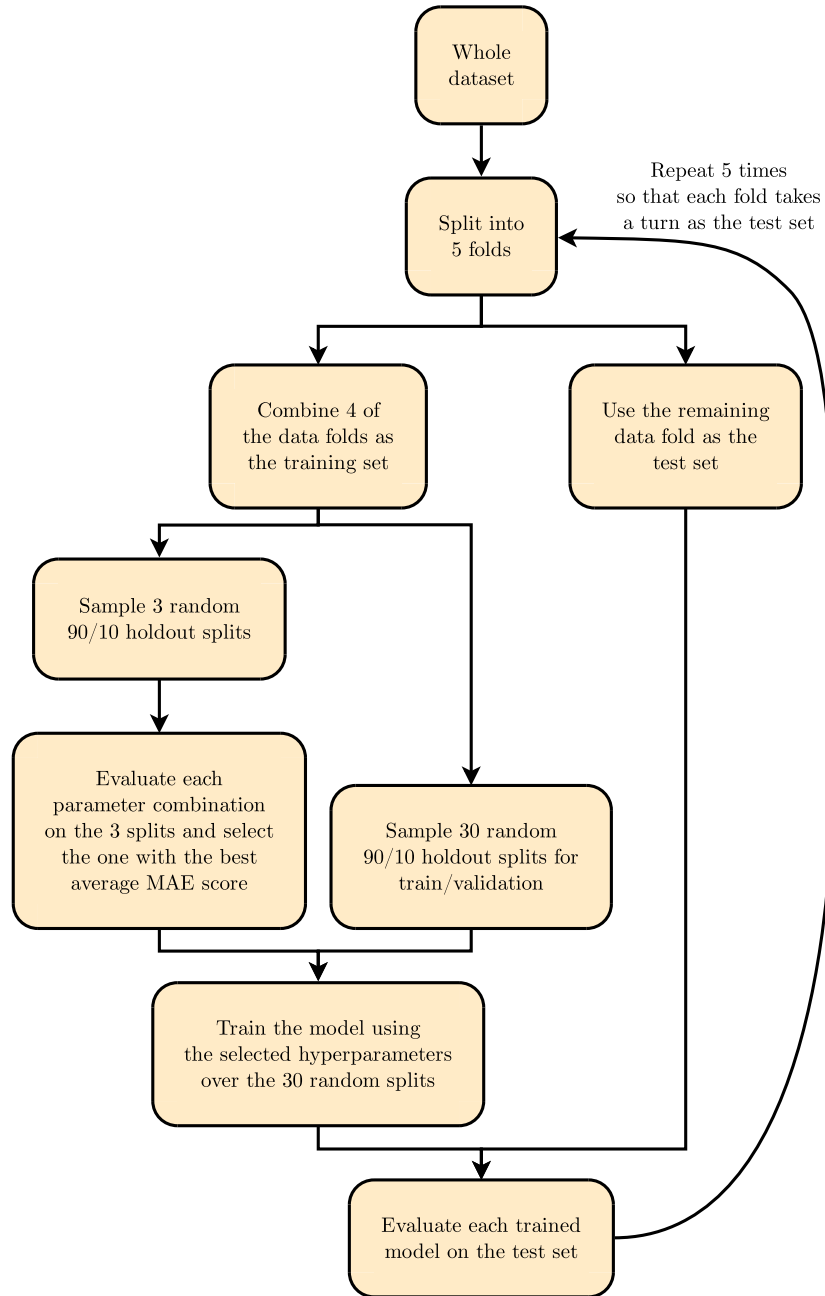 Whole
dataset
Repeat 5 times
so that each fold takes
a turn as the test set
Split into
5 folds
Combine 4 of
the data folds as
the training set
Use the remaining
data fold as the
test set
Sample 3 random
90/10 holdout splits
Evaluate each
parameter combination
on the 3 splits and select
the one with the best
average MAE score
Sample 30 random
90/10 holdout splits for
train/validation
Train the model using
the selected hyperparameters
over the 30 random splits
Evaluate each trained
model on the test set